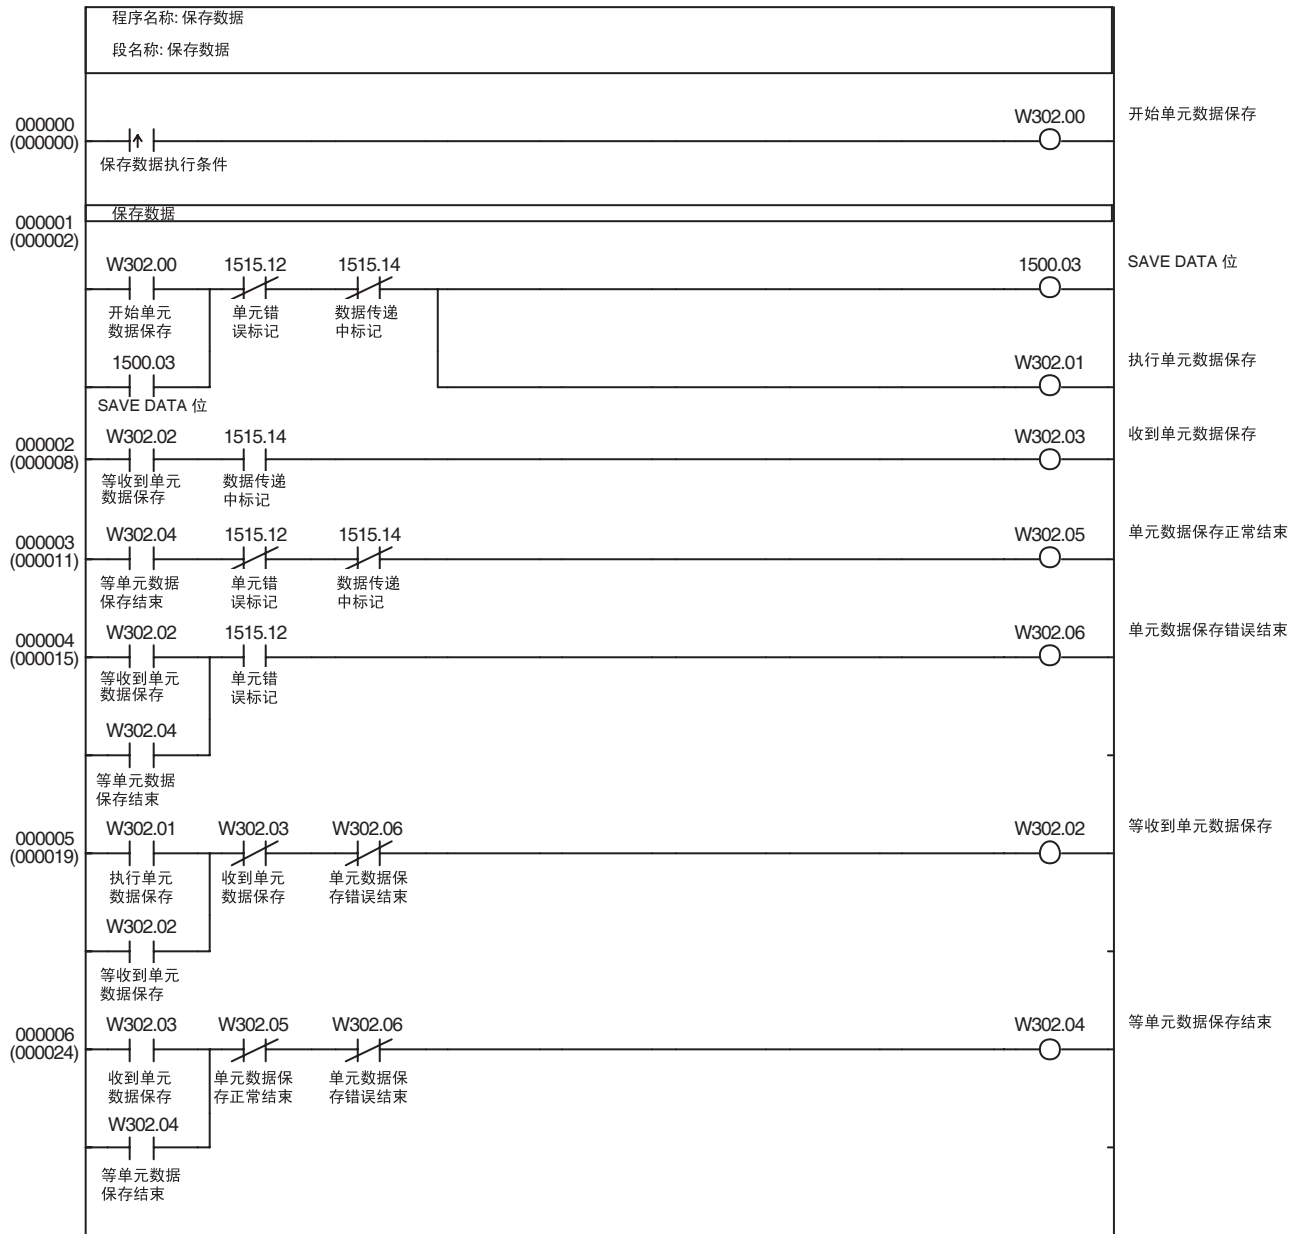 程序名称: 保存数据
段名称: 保存数据
000000
(000000)
W302.00
开始单元数据保存
保存数据执行条件
000001
(000002)
保存数据
W302.00
1515.12
1515.14
1500.03
SAVE DATA 位
开始单元
数据保存
单元错
误标记
数据传递
中标记
1500.03
W302.01
执行单元数据保存
SAVE DATA 位
000002
(000008)
W302.02
1515.14
W302.03
收到单元数据保存
等收到单元
数据保存
数据传递
中标记
000003
(000011)
W302.04
1515.12
1515.14
W302.05
单元数据保存正常结束
等单元数据
保存结束
单元错
误标记
数据传递
中标记
000004
(000015)
W302.02
1515.12
W302.06
单元数据保存错误结束
等收到单元
数据保存
单元错
误标记
W302.04
等单元数据
保存结束
000005
(000019)
W302.01
W302.03
W302.06
W302.02
等收到单元数据保存
执行单元
数据保存
收到单元
数据保存
单元数据保
存错误结束
W302.02
等收到单元
数据保存
000006
(000024)
W302.03
W302.05
W302.06
W302.04
等单元数据保存结束
收到单元
数据保存
单元数据保
存正常结束
单元数据保
存错误结束
W302.04
等单元数据
保存结束